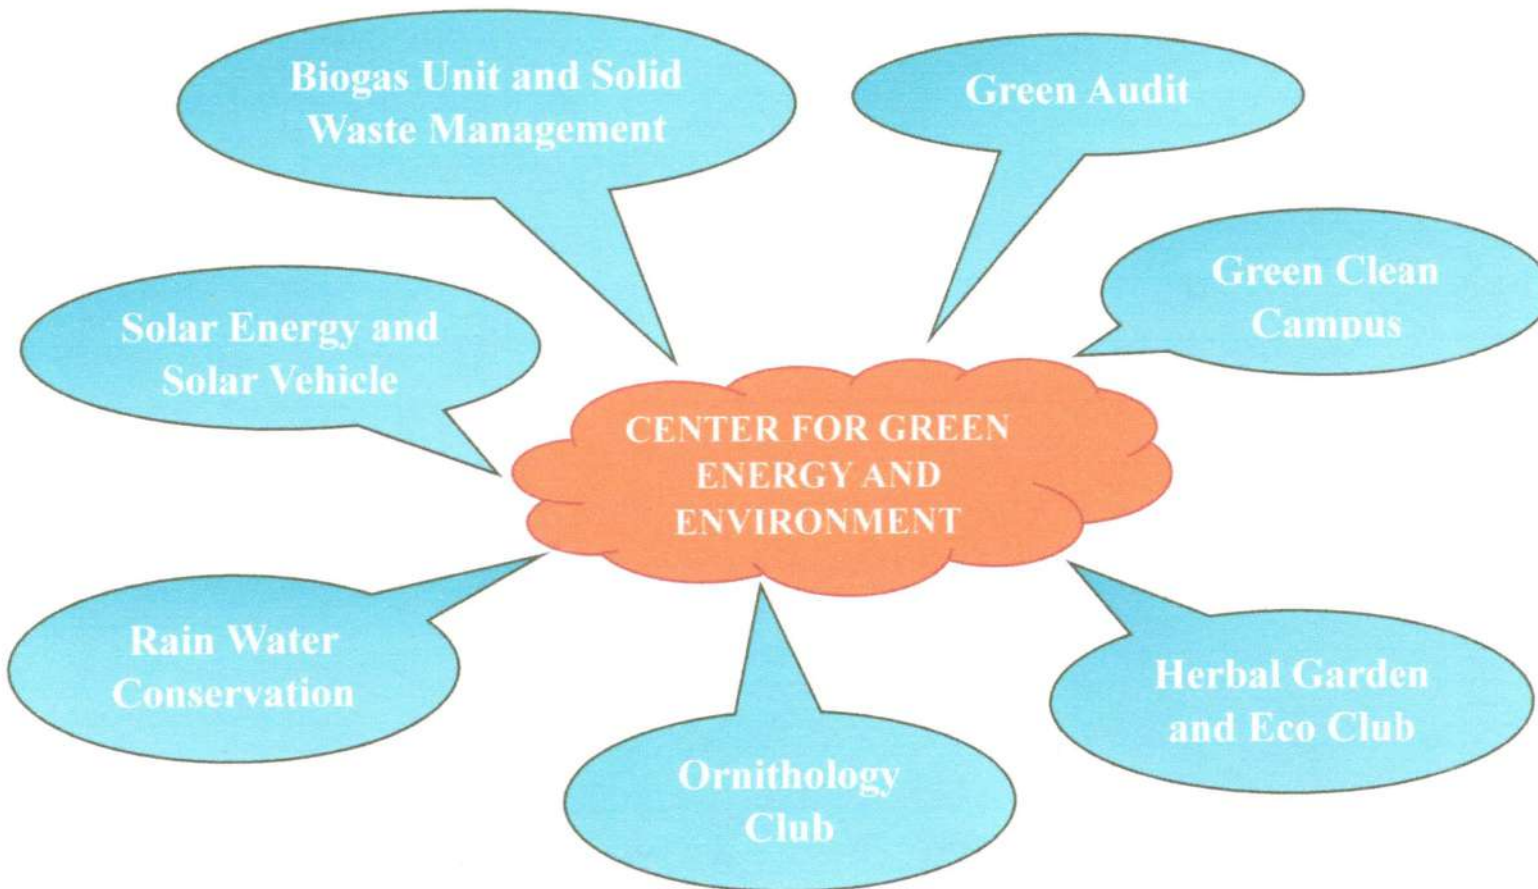 Biogas Unit and Solid
Waste Management
Green Audit
Green Clean
Campus
Solar Energy and
Solar Vehicle
CENTER FOR GREEN
ENERGY AND
ENVIRONMENT
Rain Water
Conservation
Herbal Garden
and Eco Club
Ornithology
Club